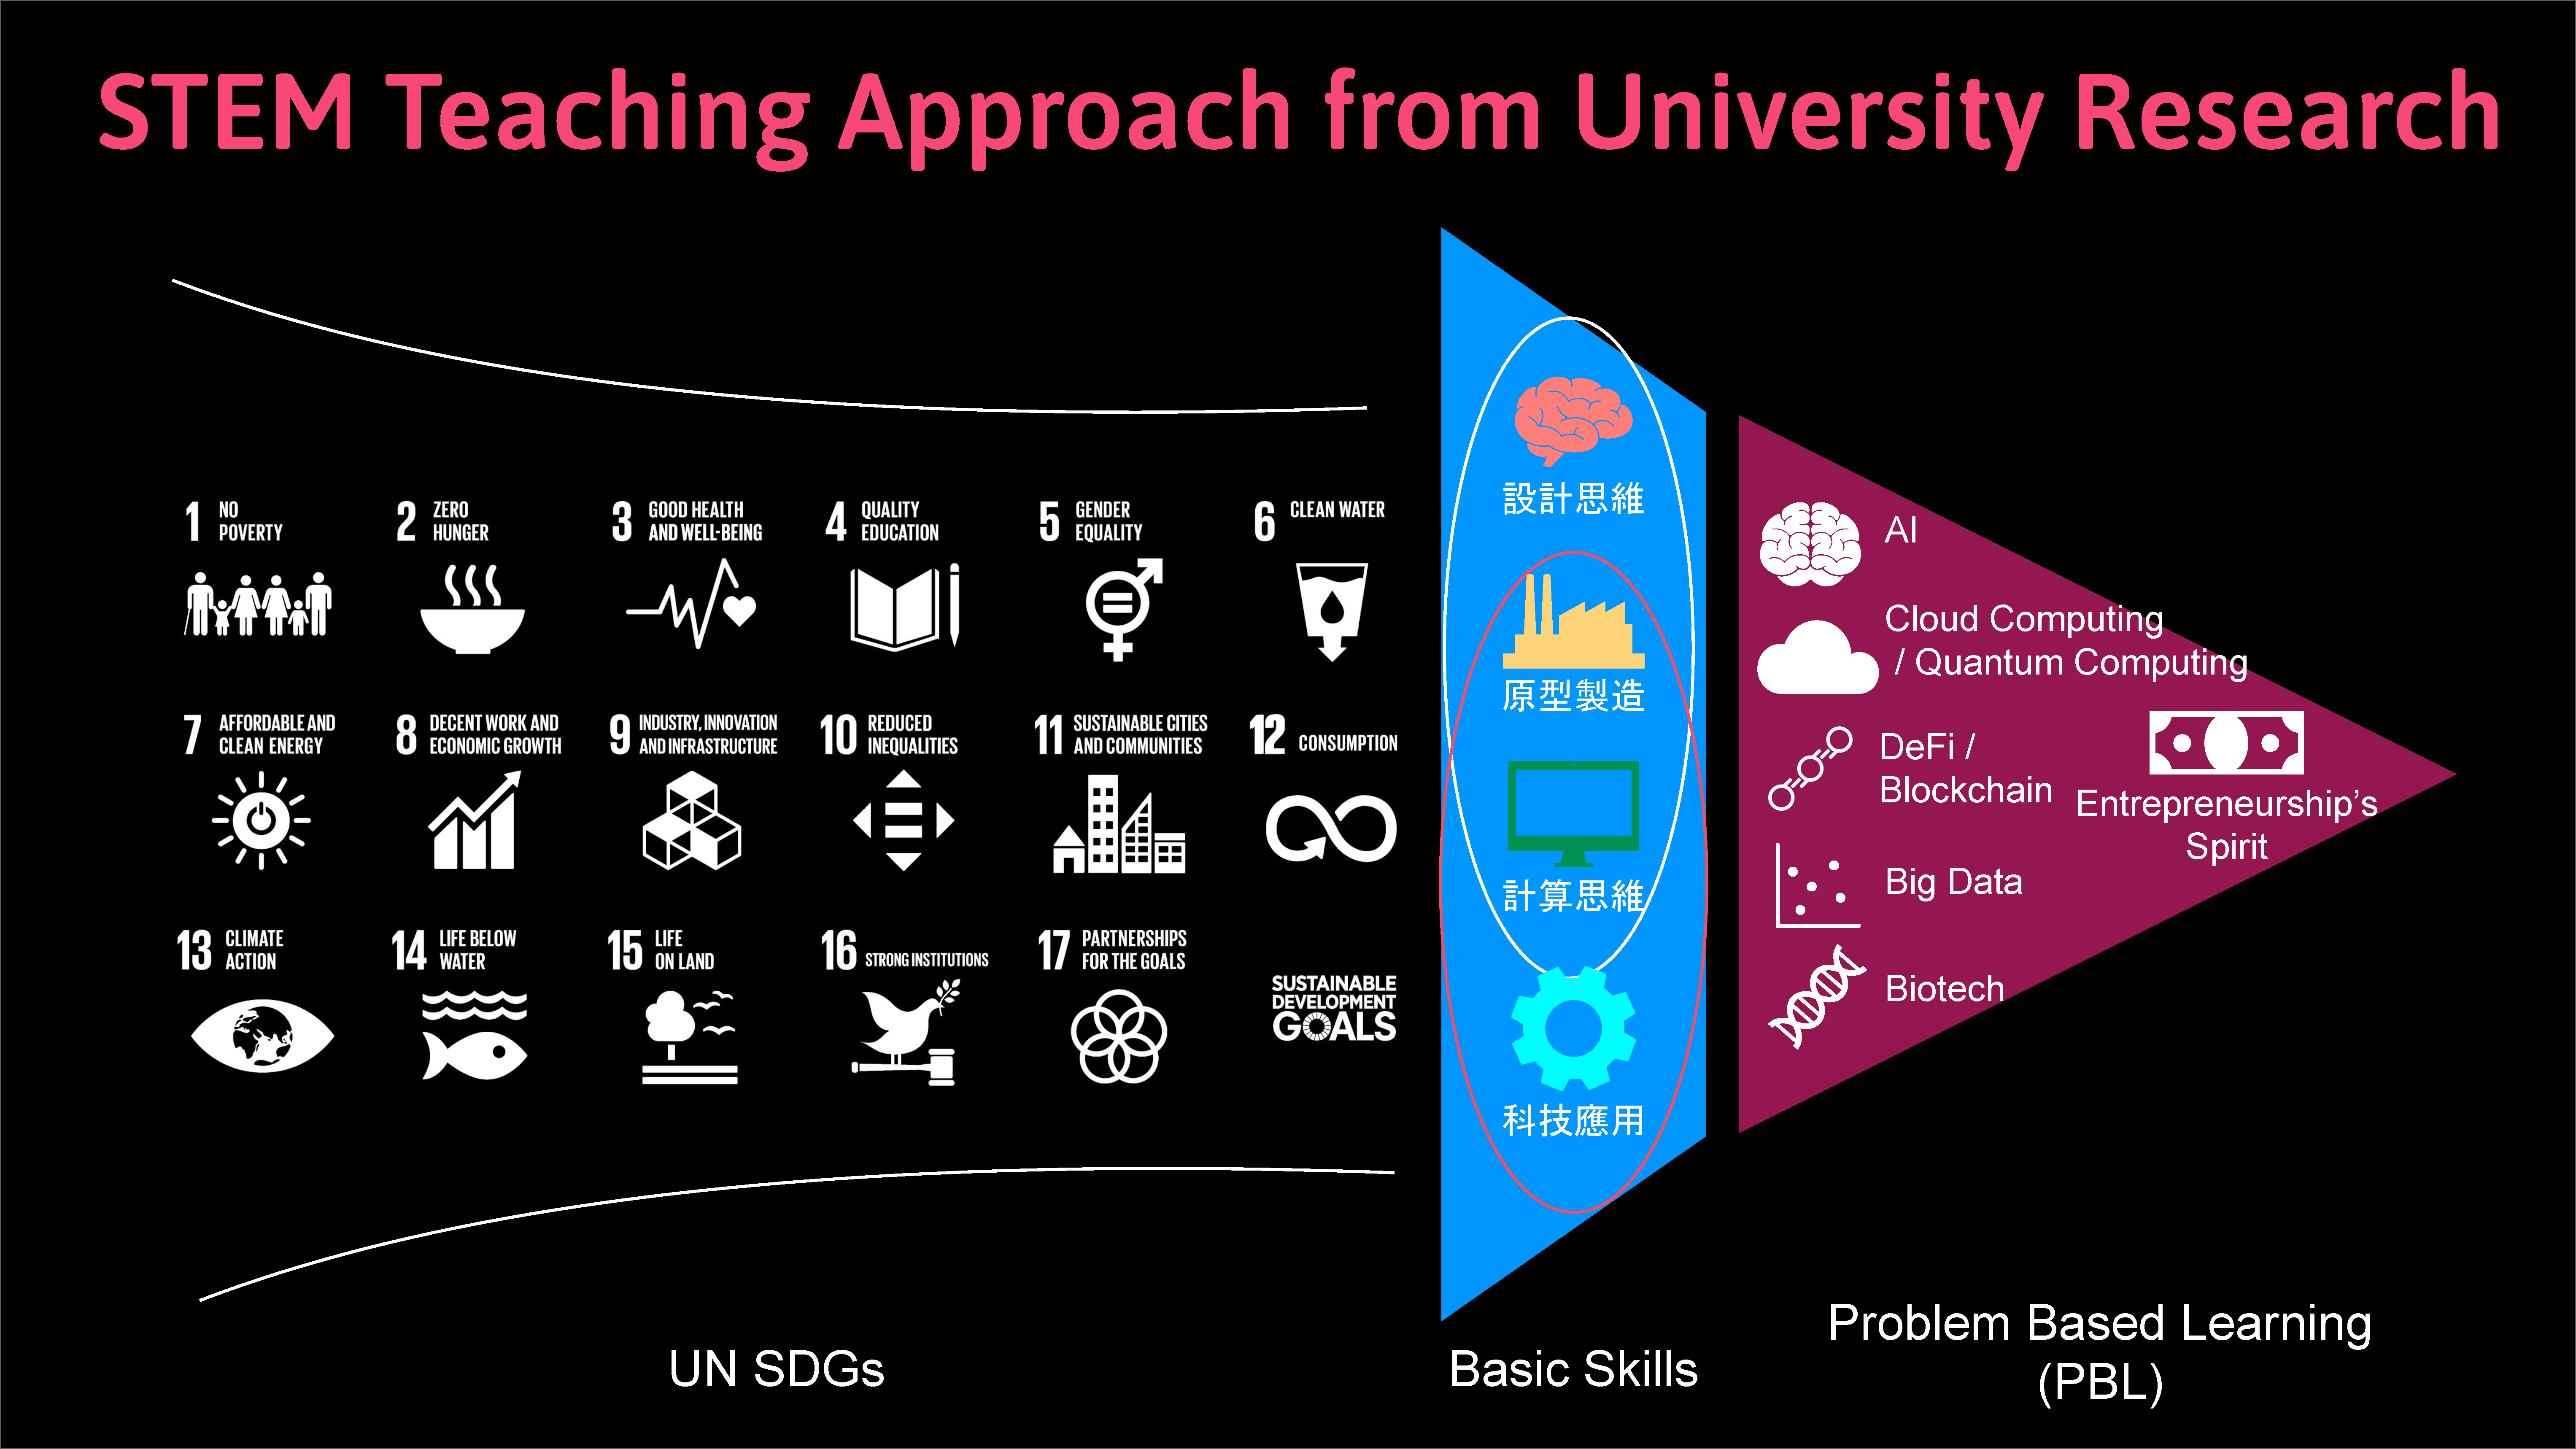 STEM Teaching Approach from University Research
1 NO
POVERTY
2 ZERO
HUNGER
3 GOOD HEALTH
AND WELL-BEING
4 QUALITY
EDUCATION
5 GENDER
EQUALITY
6 CLEAN WATER
7 AFFORDABLE AND
CLEAN ENERGY
8 DECENT WORK AND
ECONOMIC GROWTH
9 INDUSTRY, INNOVATION
AND INFRASTRUCTURE
10 REDUCED
INEQUALITIES
11 SUSTAINABLE CITIES
AND COMMUNITIES
12 CONSUMPTION
13 CLIMATE
ACTION
14 LIFE BELOW
WATER
15 LIFE
ON LAND
16 STRONG INSTITUTIONS
17 PARTNERSHIPS
FOR THE GOALS
SUSTAINABLE
DEVELOPMENT
GOALS
UN SDGs
設計思維
原型製造
計算思維
科技應用
Basic Skills
AI
Cloud Computing
/ Quantum Computing
DeFi /
Blockchain
Big Data
Biotech
Entrepreneurship’s
Spirit
Problem Based Learning
(PBL)